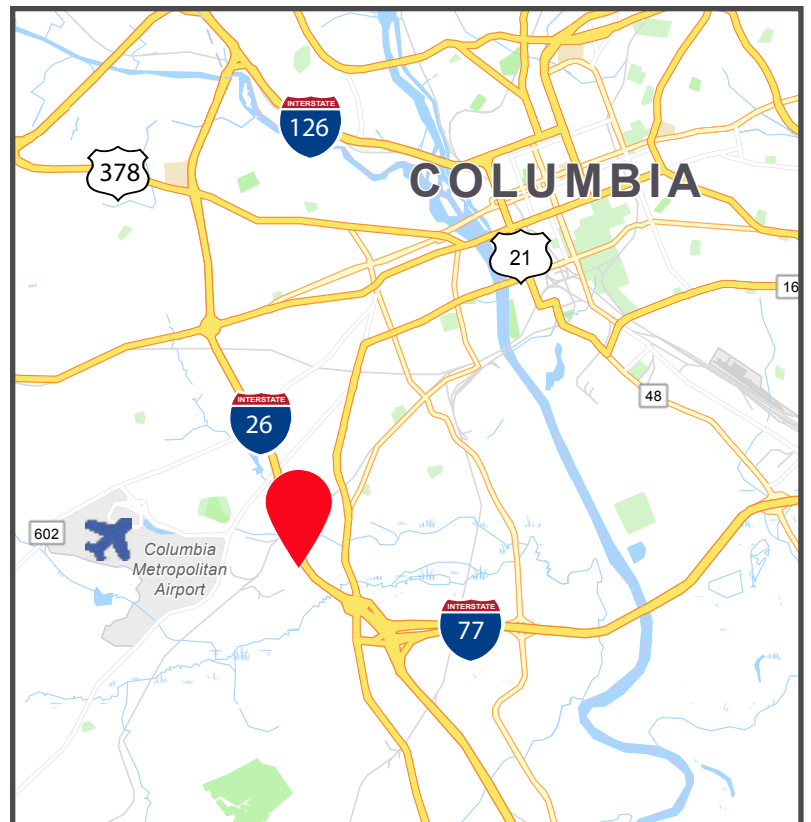 INTERSTATE
126
378
COLUMBIA
21
16
INTERSTATE
26
48
602
Columbia
Metropolitan
Airport
INTERSTATE
77